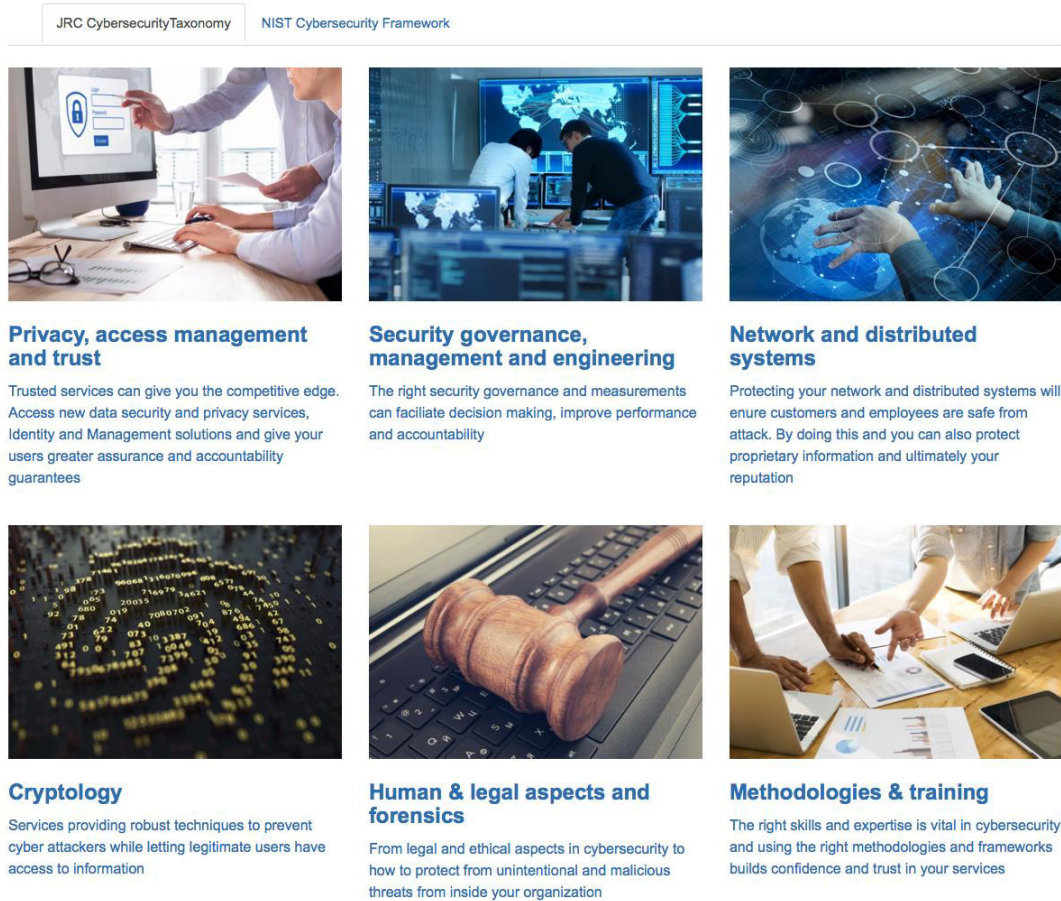 JRC CybersecurityTaxonomy
NIST Cybersecurity Framework
Login
Password
Privacy, access management
and trust
Trusted services can give you the competitive edge.
Access new data security and privacy services,
Identity and Management solutions and give your
users greater assurance and accountability
guarantees
Security governance,
management and engineering
The right security governance and measurements
can faciliate decision making, improve performance
and accountability
Network and distributed
systems
Protecting your network and distributed systems will
enure customers and employees are safe from
attack. By doing this and you can also protect
proprietary information and ultimately your
reputation
Cryptology
Services providing robust techniques to prevent
cyber attackers while letting legitimate users have
access to information
Human & legal aspects and
forensics
From legal and ethical aspects in cybersecurity to
how to protect from unintentional and malicious
threats from inside your organization
Methodologies & training
The right skills and expertise is vital in cybersecurity
and using the right methodologies and frameworks
builds confidence and trust in your services